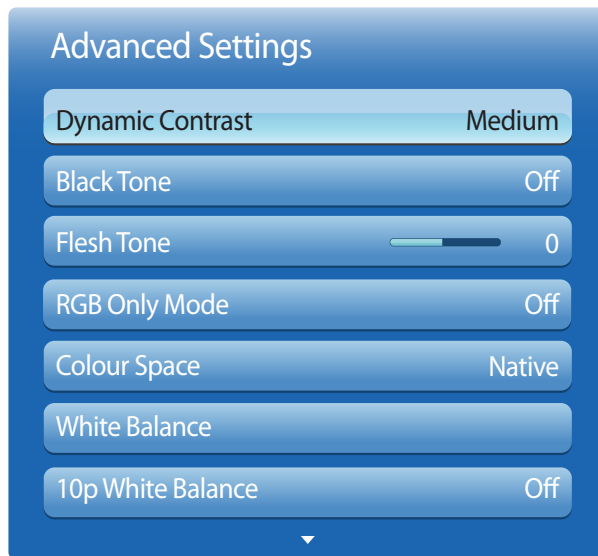 Advanced Settings
Dynamic Contrast Medium
Black Tone Off
Flesh Tone 0
RGB Only Mode Off
Colour Space Native
White Balance
10p White Balance Off